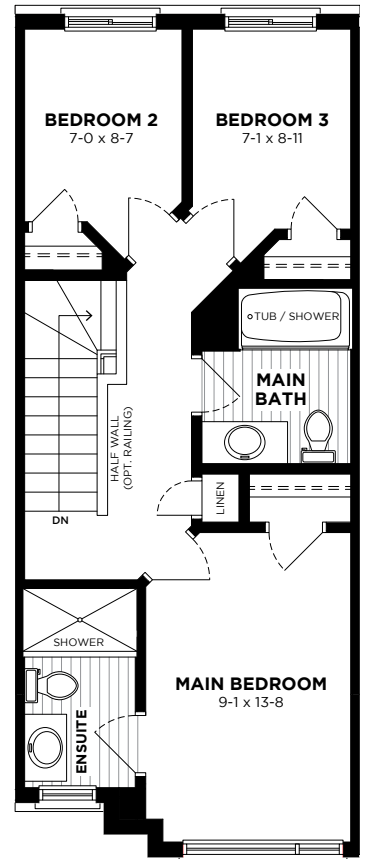 BEDROOM 2
7-0 x 8-7
BEDROOM 3
7-1 x 8-11
TUB / SHOWER
MAIN
BATH
HALF WALL
(OPT. RAILING)
LINEN
DN
SHOWER
MAIN BEDROOM
9-1 x 13-8
ENSUITE